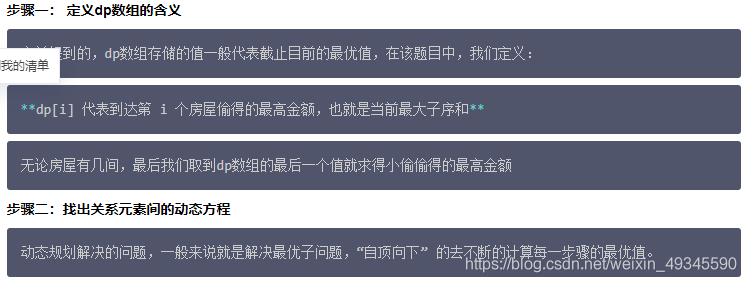 步骤一： 定义dp数组的含义
到的，dp数组存储的值一般代表截止目前的最优值，在该题目中，我们定义：
我的清单
**dp[i] 代表到达第 i 个房屋偷得的最高金额，也就是当前最大子序和**
无论房屋有几间，最后我们取到dp数组的最后一个值就求得小偷偷得的最高金额
步骤二：找出关系元素间的动态方程
动态规划解决的问题，一般来说就是解决最优子问题，“自顶向下” 的去不断的计算每一步骤的最优值。
https://blog.csdn.net/weixin_49345590